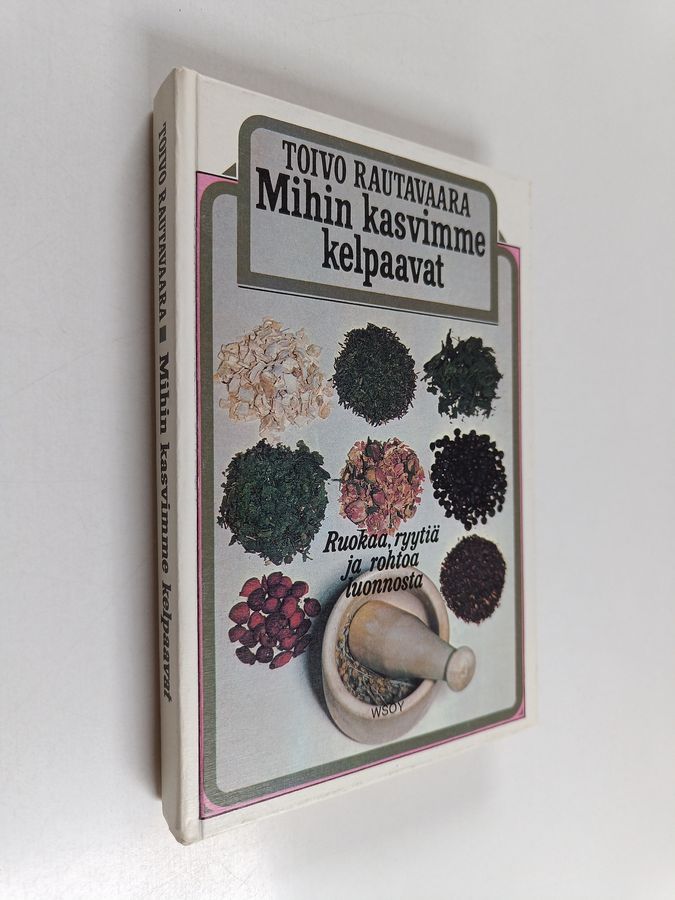 TOIVO RAUTAVAARA
Mihin kasvimme
kelpaavat
Ruokaa, ryytiä
ja rohtoa
luonnosta
WSOY
TOIVO RAUTAVAARA ■ Mihin kasvimme kelpaavat